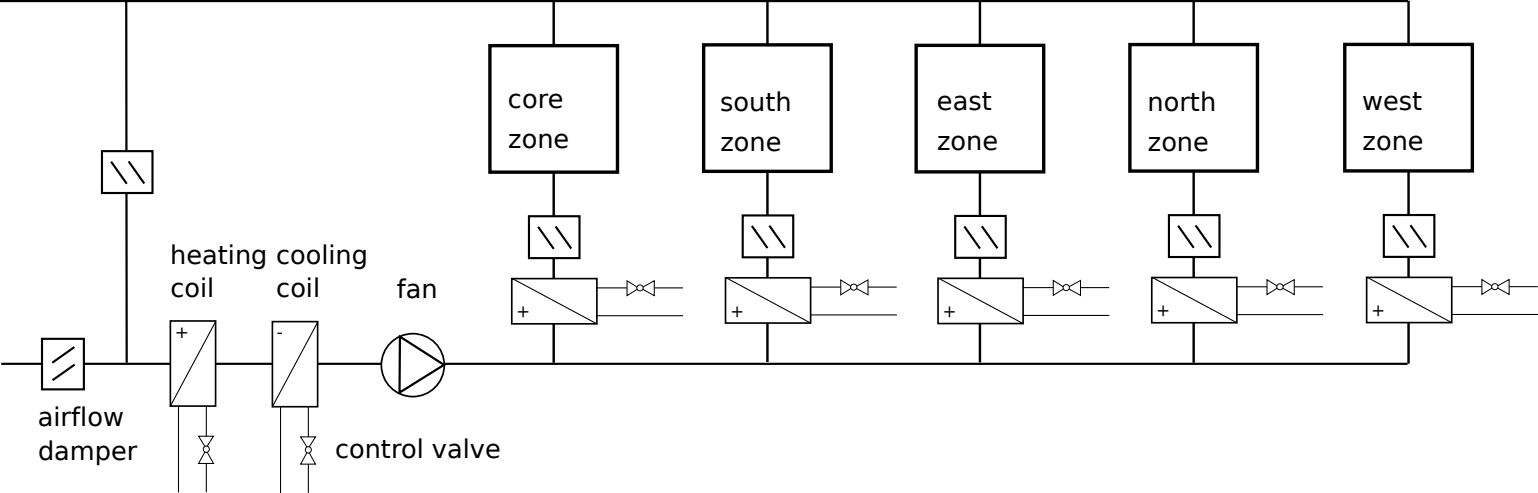 core
zone
south
zone
east
zone
north
zone
west
zone
heating
coil
cooling
coil
fan
+
-
+
+
+
+
+
airflow
damper
control valve